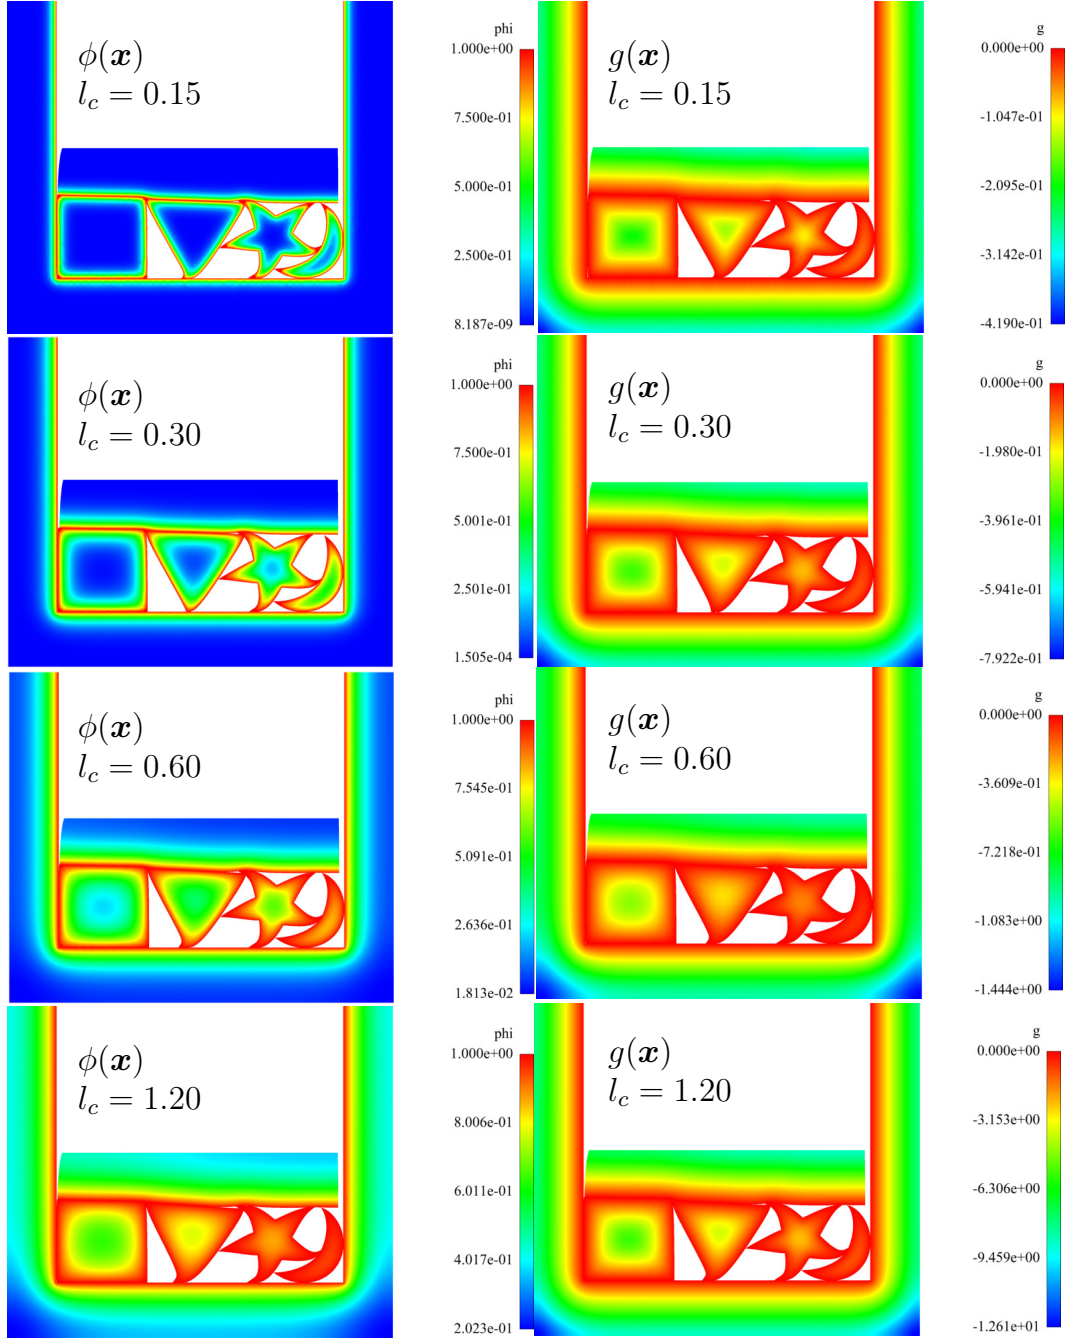 ϕ(x)
l_c = 0.15
phi
1.000e+00
7.500e-01
5.000e-01
2.500e-01
8.187e-09
g(x)
l_c = 0.15
g
0.000e+00
-1.047e-01
-2.095e-01
-3.142e-01
-4.190e-01
ϕ(x)
l_c = 0.30
phi
1.000e+00
7.500e-01
5.001e-01
2.501e-01
1.505e-04
g(x)
l_c = 0.30
g
0.000e+00
-1.980e-01
-3.961e-01
-5.941e-01
-7.922e-01
ϕ(x)
l_c = 0.60
phi
1.000e+00
7.545e-01
5.091e-01
2.636e-01
1.813e-02
g(x)
l_c = 0.60
g
0.000e+00
-3.609e-01
-7.218e-01
-1.083e+00
-1.444e+00
ϕ(x)
l_c = 1.20
phi
1.000e+00
8.006e-01
6.011e-01
4.017e-01
2.023e-01
g(x)
l_c = 1.20
g
0.000e+00
-3.153e+00
-6.306e+00
-9.459e+00
-1.261e+01